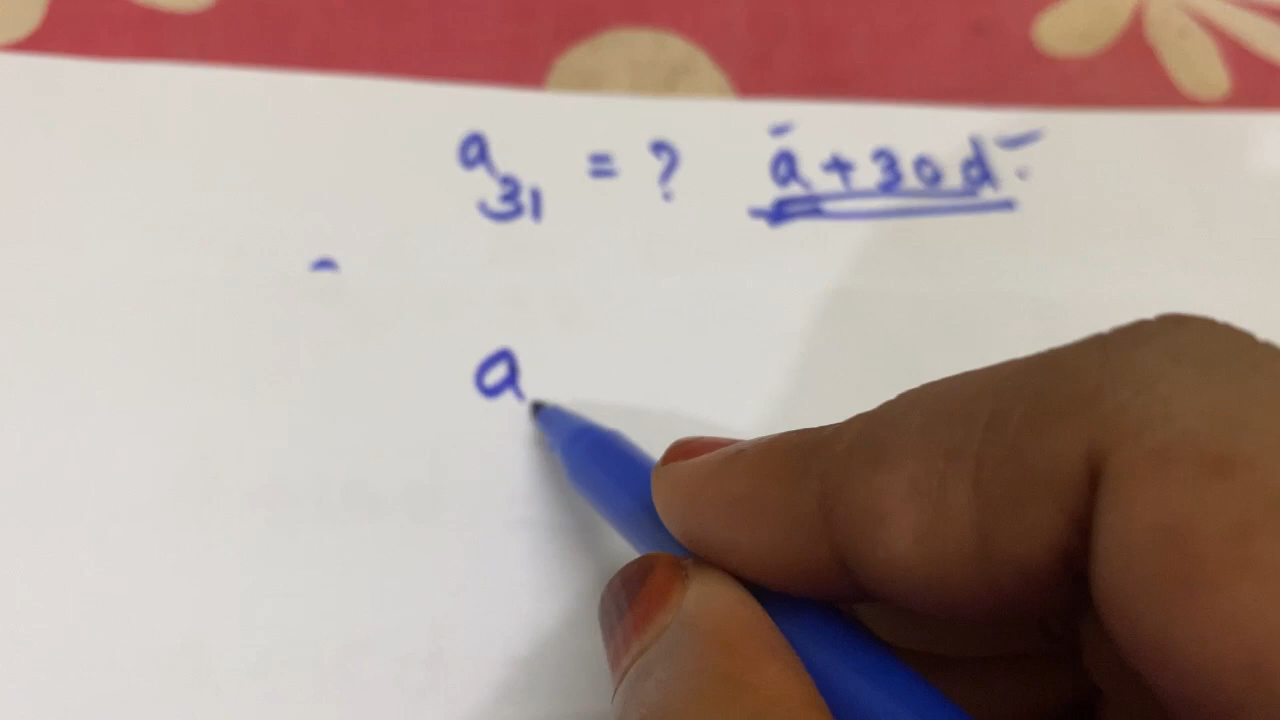 a₃₁ = ? a + 30d
a